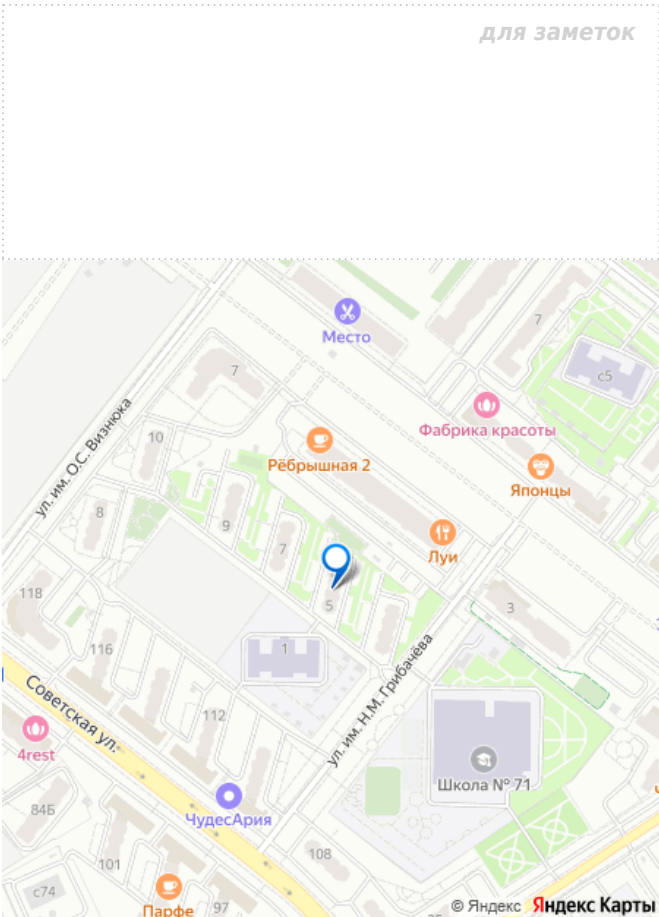 для заметок
Место
7
7
с5
Фабрика красоты
ул. им. О.С. Визнюка
10
Рёбрышная 2
Японцы
8
9
7
Луи
118
5
3
116
1
ул. им. Н.М. Грибачёва
Советская ул.
112
4rest
Школа № 71
84Б
ЧудесАрия
101
108
с74
Парфе
97
© Яндекс Яндекс Карты